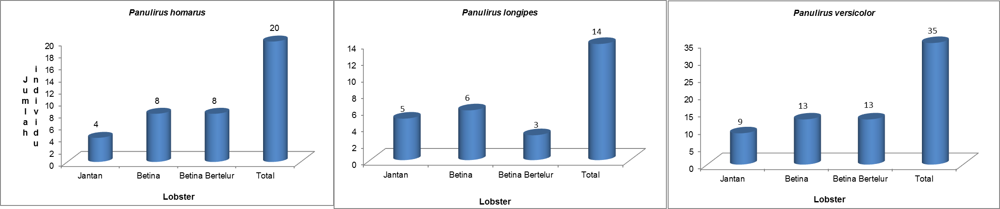 Panulirus homarus
Jumlah
individu
20
18
16
14
12
10
8
6
4
2
0
4
8
8
20
Jantan
Betina
Betina Bertelur
Total
Lobster
Panulirus longipes
14
12
10
8
6
4
2
0
5
6
3
14
Jantan
Betina
Betina Bertelur
Total
Lobster
Panulirus versicolor
35
30
25
20
15
10
5
0
9
13
13
35
Jantan
Betina
Betina Bertelur
Total
Lobster